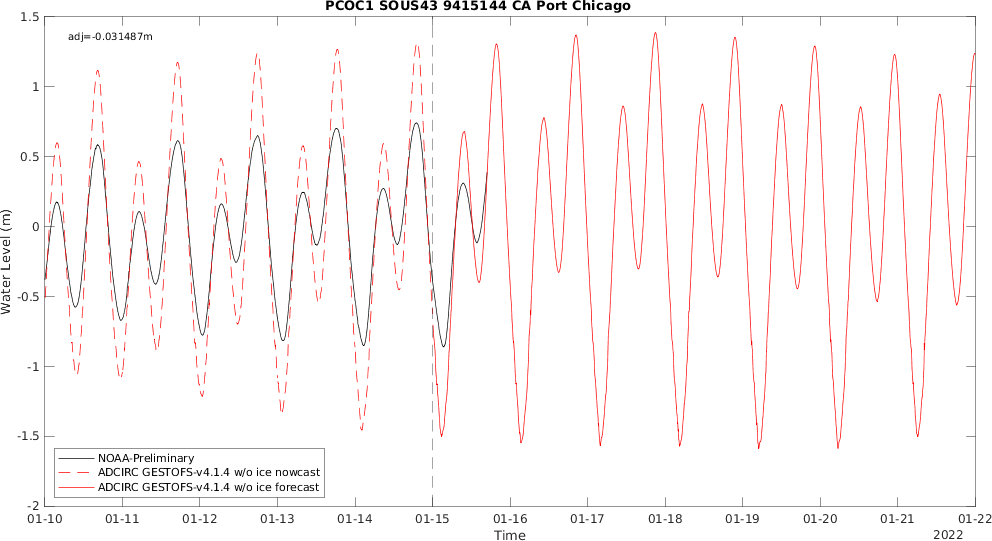 PCOC1 SOUS43 9415144 CA Port Chicago
adj=-0.031487m
1.5
1
0.5
0
-0.5
-1
-1.5
-2
Water Level (m)
NOAA-Preliminary
ADCIRC GESTOFS-v4.1.4 w/o ice nowcast
ADCIRC GESTOFS-v4.1.4 w/o ice forecast
01-10 01-11 01-12 01-13 01-14 01-15 01-16 01-17 01-18 01-19 01-20 01-21 01-22
Time
2022